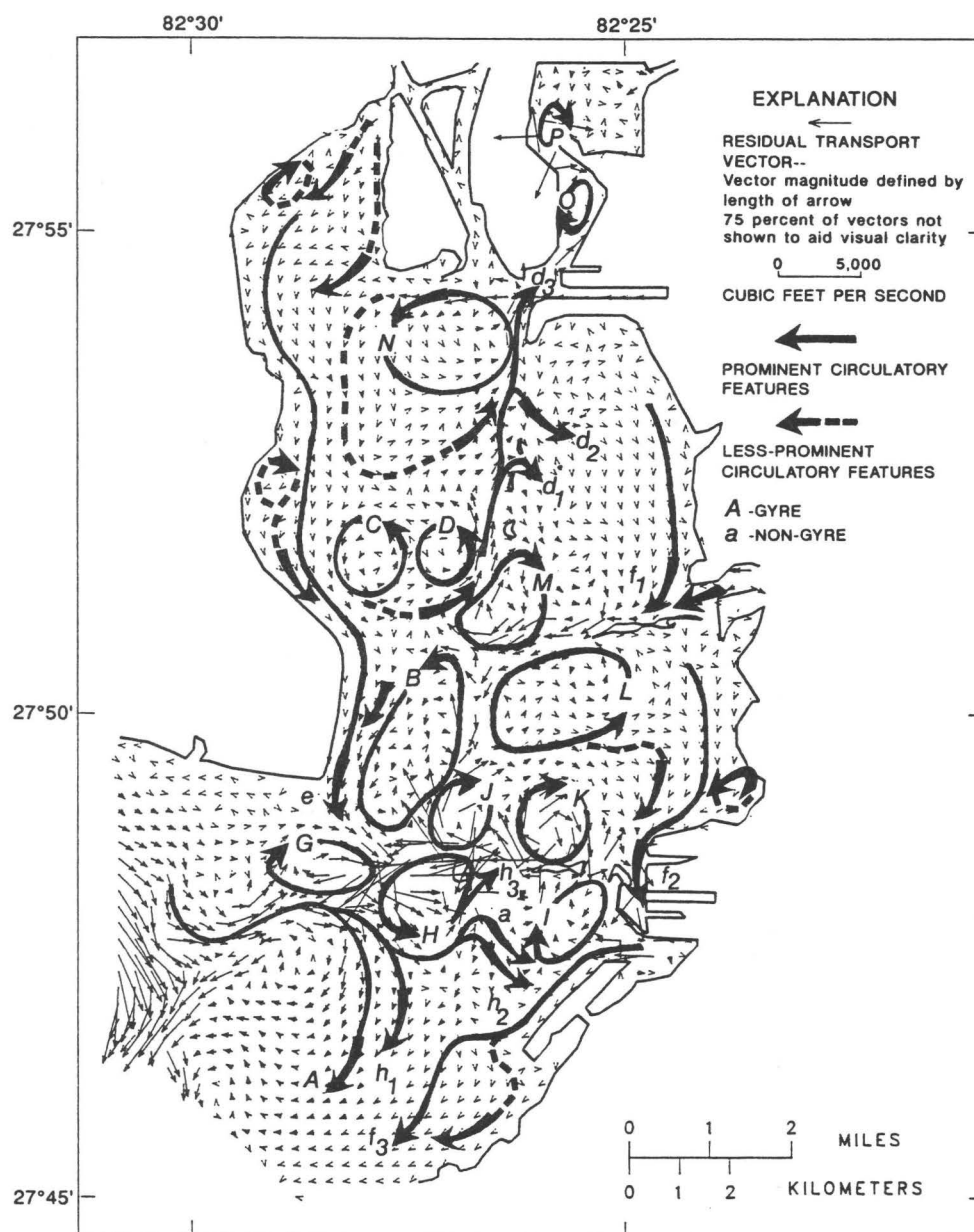 82°30'
82°25'
EXPLANATION
RESIDUAL TRANSPORT
VECTOR--
Vector magnitude defined by
length of arrow
75 percent of vectors not
shown to aid visual clarity
0 5,000
CUBIC FEET PER SECOND
PROMINENT CIRCULATORY
FEATURES
LESS-PROMINENT
CIRCULATORY FEATURES
A -GYRE
a -NON-GYRE
27°55'
27°50'
27°45'
P
O
d3
N
d2
d1
C
D
M
f1
B
L
e
J
K
G
h3
f2
a
I
H
h2
A
h1
f3
0 1 2
MILES
0 1 2
KILOMETERS